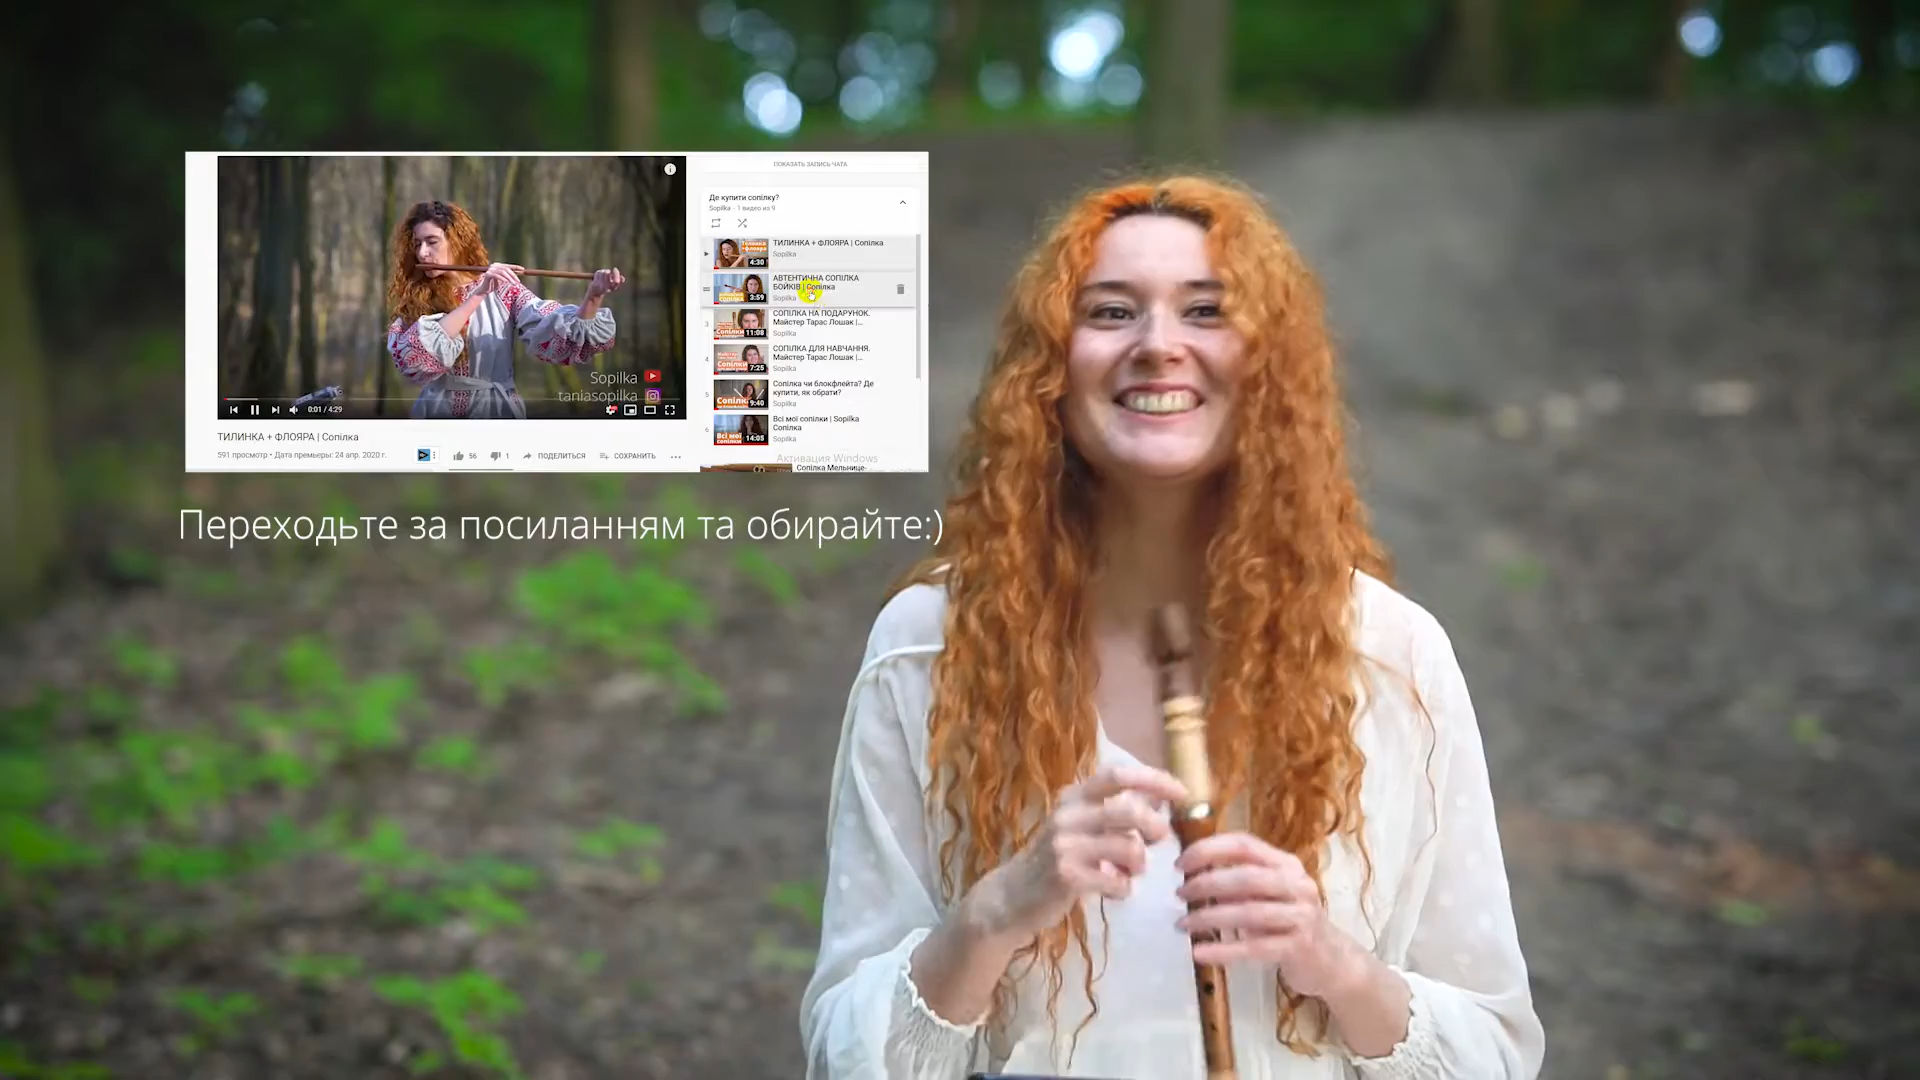 ПОКАЗАТЬ ЗАПИСЬ ЧАТА
Де купити сопілку?
Sopilka - 1 видео из 9
ТИЛИНКА + ФЛОЯРА | Сопілка
Sopilka
4:30
АВТЕНТИЧНА СОПІЛКА
БОЙКІВ | Сопілка
Sopilka
3:59
3
СОПІЛКА НА ПОДАРУНОК.
Майстер Тарас Лошак |...
Sopilka
11:08
4
СОПІЛКА ДЛЯ НАВЧАННЯ.
Майстер Тарас Лошак |...
Sopilka
7:25
5
Сопілка чи блокфлейта? Де
купити, як обрати?
Sopilka
9:40
6
Всі мої сопілки | Sopilka
Сопілка
Sopilka
14:05
Сопілка Мельнице-
Активация Windows
Sopilka
taniasopilka
0:01 / 4:29
ТИЛИНКА + ФЛОЯРА | Сопілка
591 просмотр • Дата премьеры: 24 апр. 2020 г.
56
1
ПОДЕЛИТЬСЯ
СОХРАНИТЬ
Переходьте за посиланням та обирайте:)